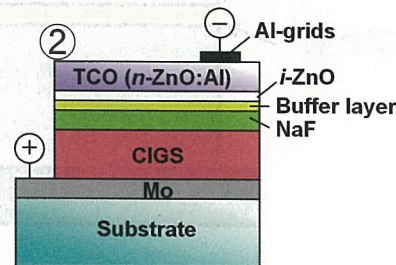 ②
−
Al-grids
TCO (n-ZnO:Al)
i-ZnO
Buffer layer
NaF
+
CIGS
Mo
Substrate